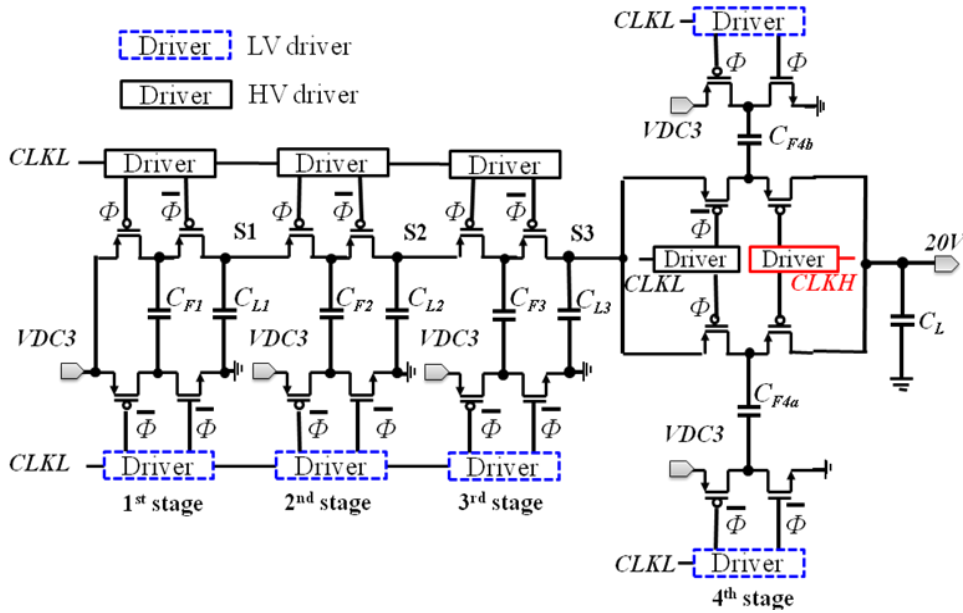 Driver LV driver
Driver HV driver
CLKL Driver
Φ Φ
VDC3
C_F4b
CLKL Driver Driver Driver
Φ Φ̅ Φ Φ̅ Φ Φ̅
S1 S2 S3
Φ̅
Driver Driver
CLKL CLKH
Φ
20V
C_F1 C_L1 C_F2 C_L2 C_F3 C_L3
C_L
VDC3 VDC3 VDC3
C_F4a
VDC3
Φ̅ Φ̅ Φ̅ Φ̅ Φ̅ Φ̅
CLKL Driver Driver Driver
1st stage 2nd stage 3rd stage
Φ̅ Φ̅
CLKL Driver
4th stage